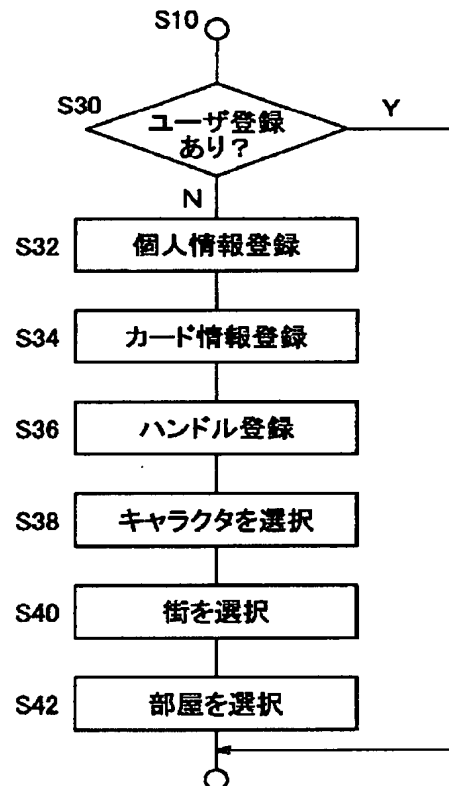 S10
S30
ユーザ登録
あり?
Y
N
S32
個人情報登録
S34
カード情報登録
S36
ハンドル登録
S38
キャラクタを選択
S40
街を選択
S42
部屋を選択